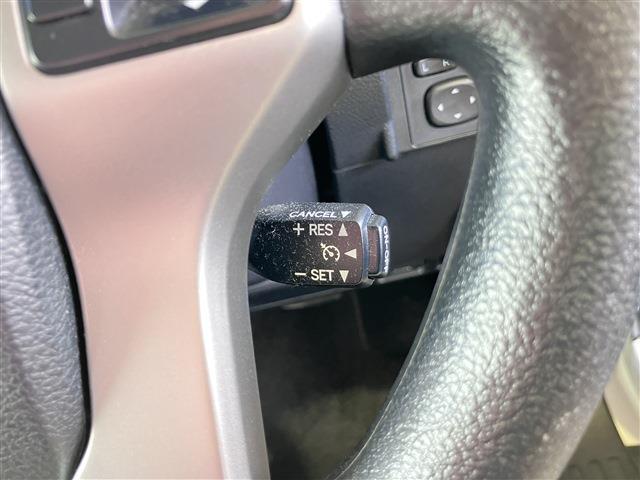 L R
CANCEL ▼
+ RES ▲
◀
− SET ▼
ON-OFF